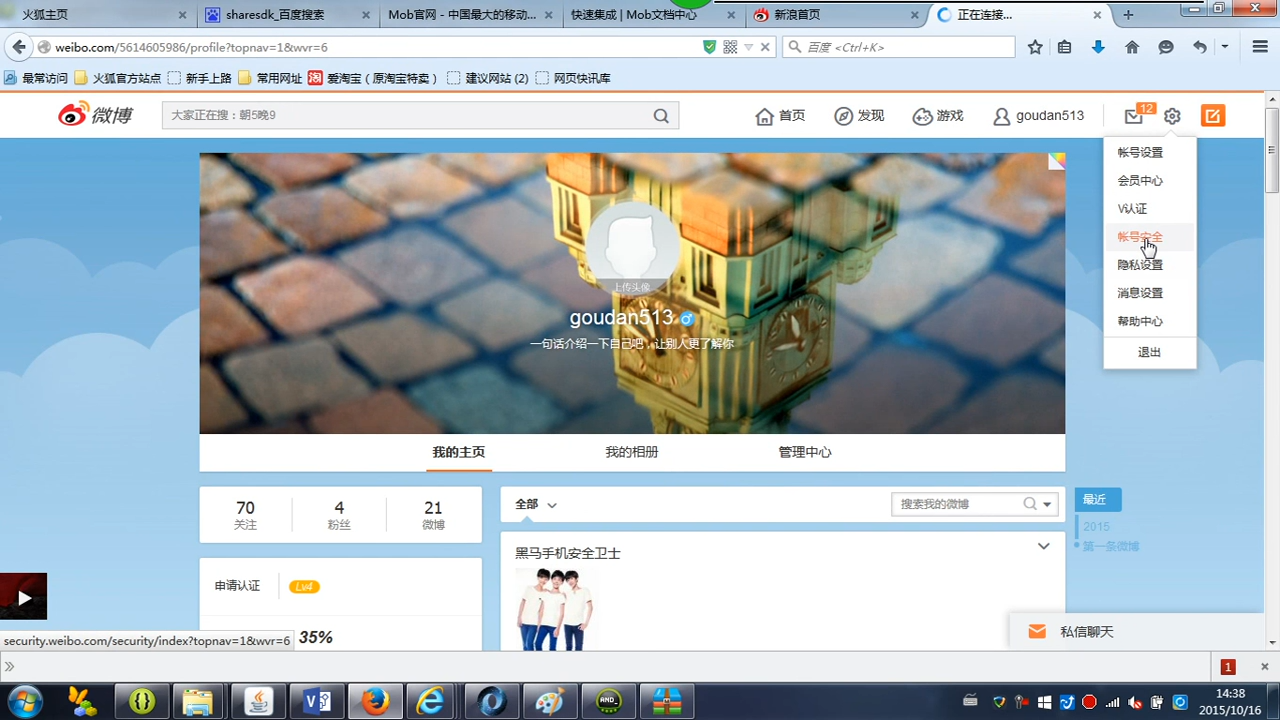 火狐主页
sharesdk_百度搜索
Mob官网 - 中国最大的移动...
快速集成 | Mob文档中心
新浪首页
正在连接...
weibo.com/5614605986/profile?topnav=1&wvr=6
百度 <Ctrl+K>
最常访问
火狐官方站点
新手上路
常用网址
淘
爱淘宝（原淘宝特卖）
建议网站 (2)
网页快讯库
微博
大家正在搜：朝5晚9
首页
发现
游戏
goudan513
12
帐号设置
会员中心
V认证
帐号安全
隐私设置
消息设置
帮助中心
退出
上传头像
goudan513
一句话介绍一下自己吧，让别人更了解你
我的主页
我的相册
管理中心
70
关注
4
粉丝
21
微博
全部
搜索我的微博
最近
2015
第一条微博
黑马手机安全卫士
申请认证
Lv4
35%
私信聊天
security.weibo.com/security/index?topnav=1&wvr=6
1
14:38
2015/10/16